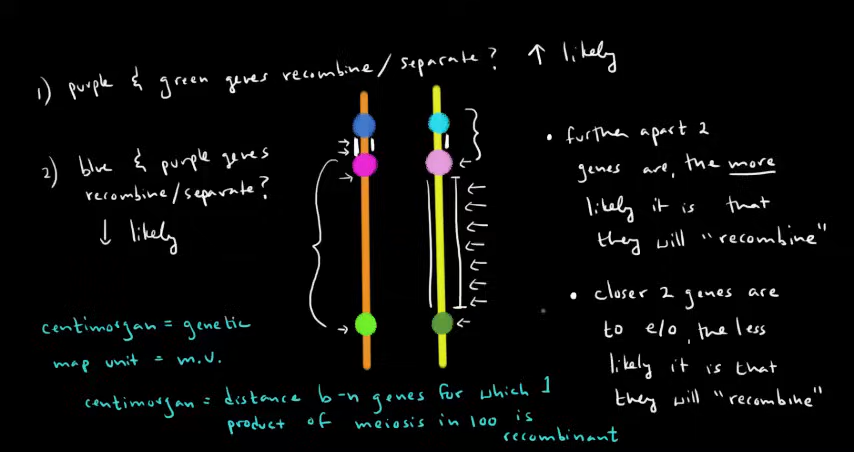 1) purple & green genes recombine/separate? ↑ likely
2) blue & purple genes
recombine/separate?
↓ likely
• further apart 2
genes are, the more
likely it is that
they will "recombine"
• closer 2 genes are
to e/o, the less
likely it is that
they will "recombine"
centimorgan = genetic
map unit = m.u.
centimorgan = distance b-n genes for which 1
product of meiosis in 100 is
recombinant